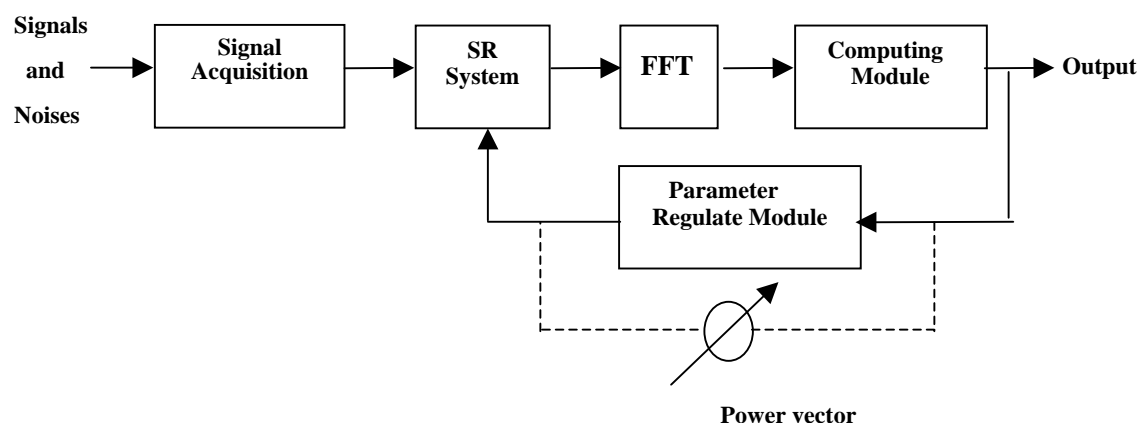 Signals
and
Noises
Signal
Acquisition
SR
System
FFT
Computing
Module
Output
Parameter
Regulate Module
Power vector